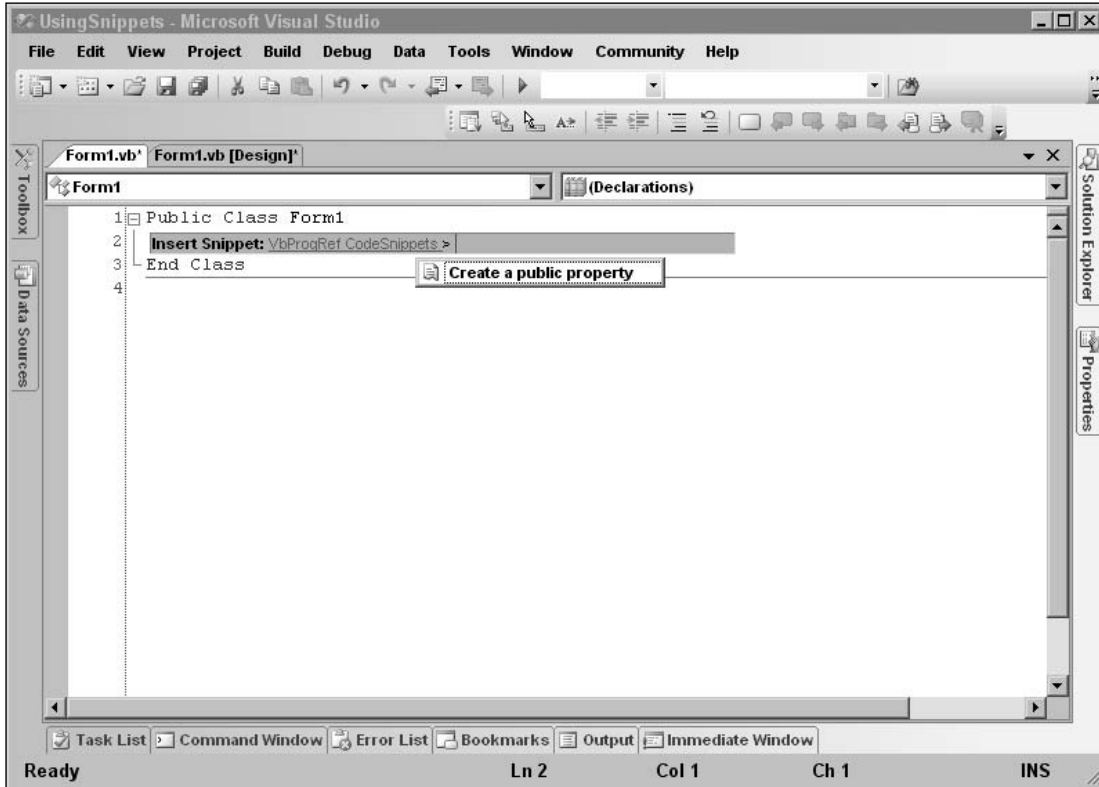 UsingSnippets - Microsoft Visual Studio
File Edit View Project Build Debug Data Tools Window Community Help
Form1.vb* Form1.vb [Design]*
Form1 (Declarations)
1 Public Class Form1
2 Insert Snippet: VbProgRef CodeSnippets >
Create a public property
3 End Class
4
Toolbox
Data Sources
Solution Explorer
Properties
Task List Command Window Error List Bookmarks Output Immediate Window
Ready Ln 2 Col 1 Ch 1 INS